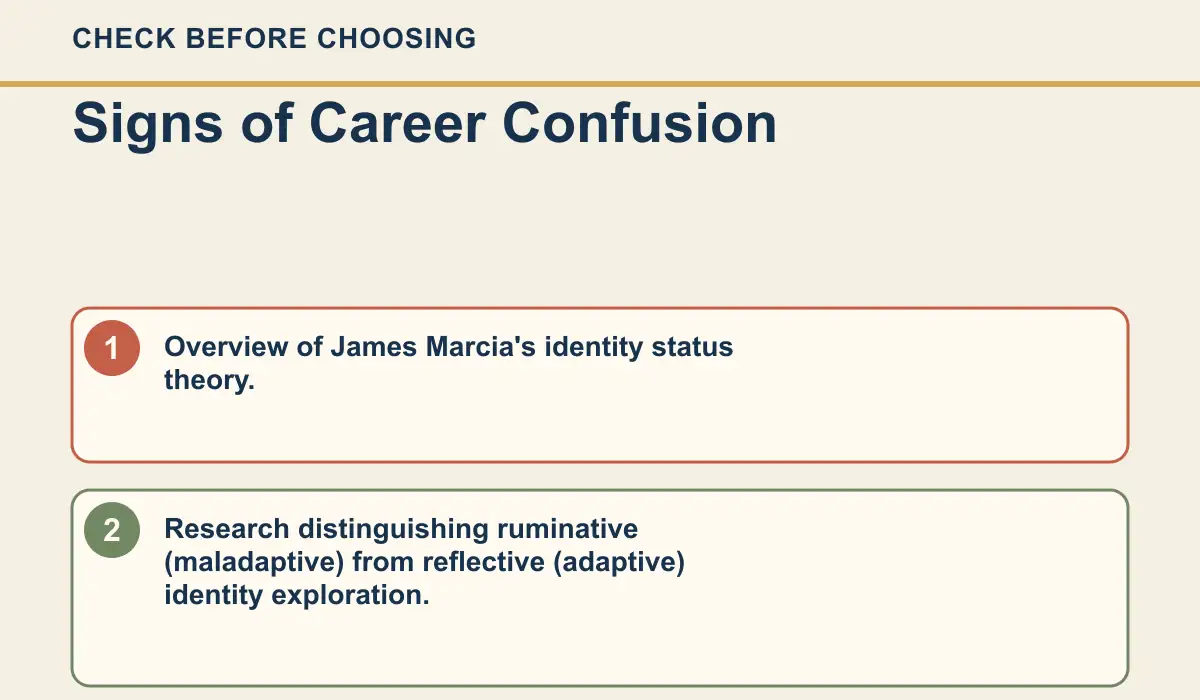 CHECK BEFORE CHOOSING
Signs of Career Confusion
1
Overview of James Marcia's identity status
theory.
2
Research distinguishing ruminative
(maladaptive) from reflective (adaptive)
identity exploration.